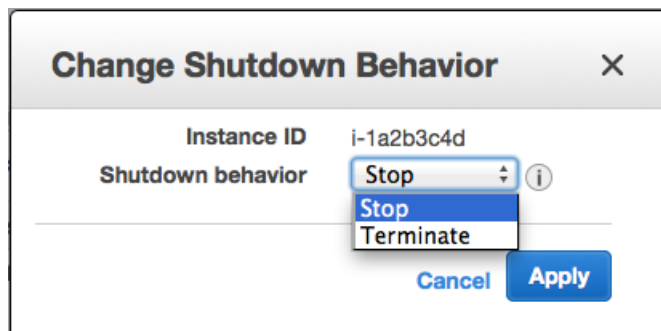 Change Shutdown Behavior
Instance ID i-1a2b3c4d
Shutdown behavior Stop
Stop
Terminate
Cancel Apply